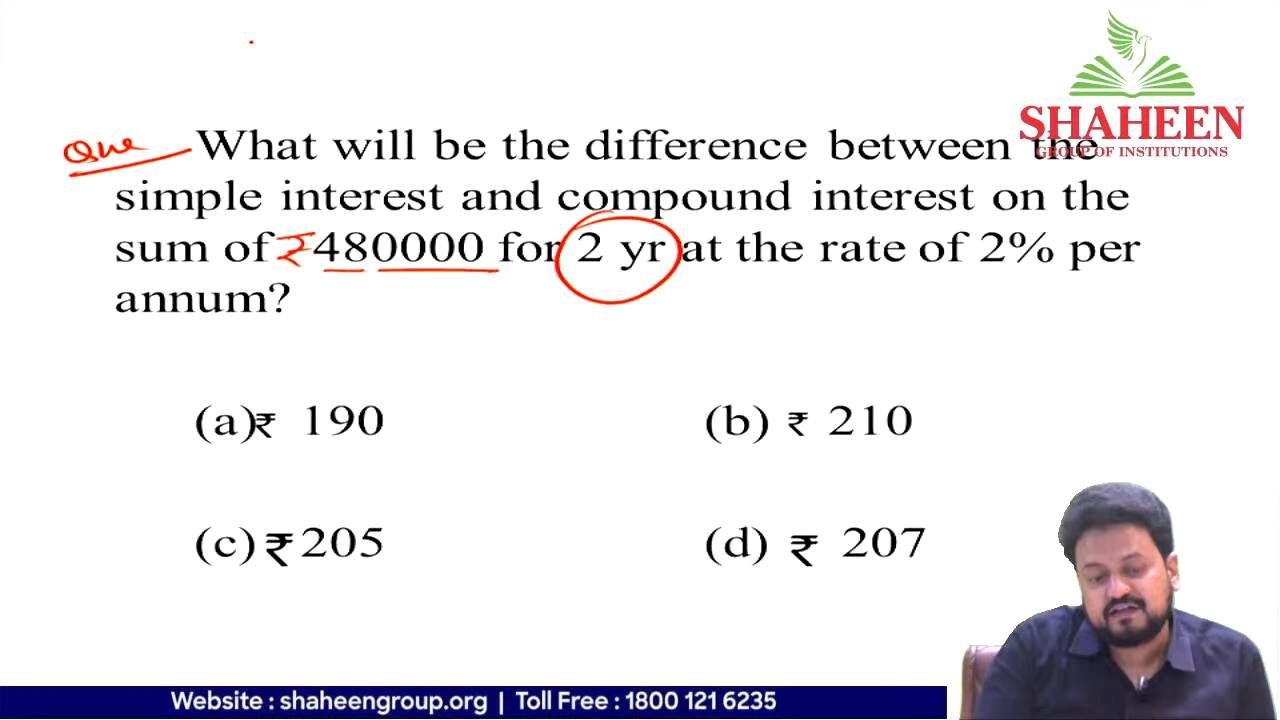 SHAHEEN
GROUP OF INSTITUTIONS
Que What will be the difference between the
simple interest and compound interest on the
sum of ₹480000 for 2 yr at the rate of 2% per
annum?
(a)₹ 190
(b) ₹ 210
(c) ₹205
(d) ₹ 207
Website : shaheengroup.org | Toll Free : 1800 121 6235